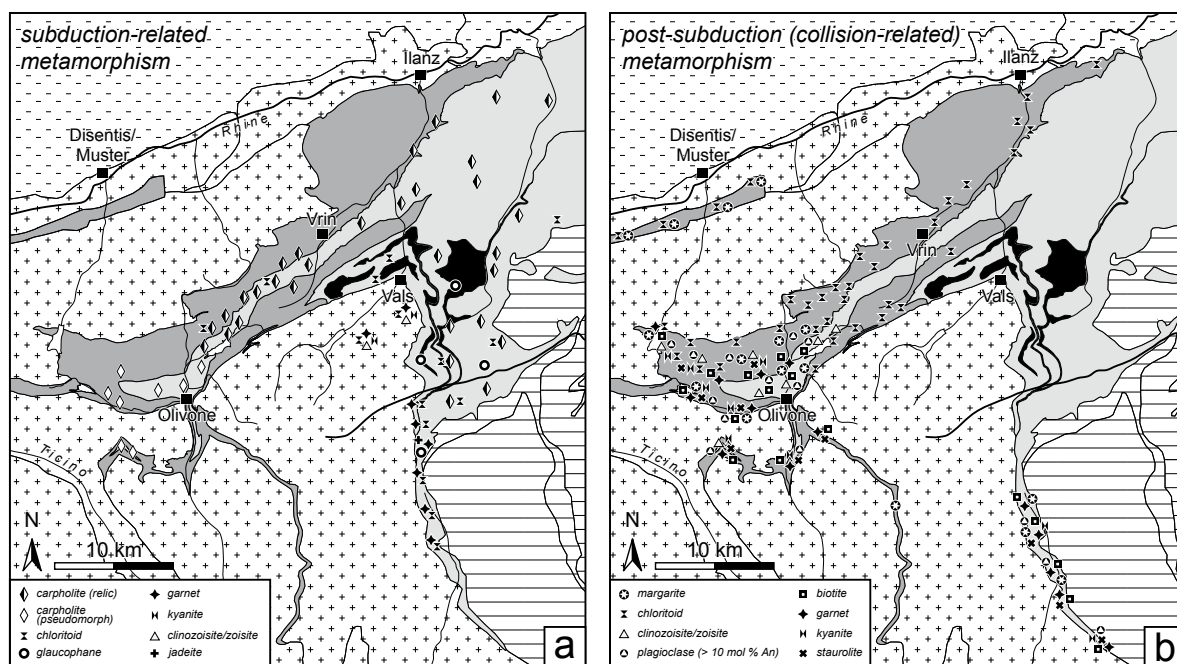 subduction-related
metamorphism
Ilanz
Disentis/
Muster
Rhine
Vrin
Vals
Olivone
Ticino
N
10 km
carpholite (relic)
carpholite
(pseudomorph)
chloritoid
glaucophane
garnet
kyanite
clinozoisite/zoisite
jadeite
a
post-subduction (collision-related)
metamorphism
Ilanz
Disentis/
Muster
Rhine
Vrin
Vals
Olivone
Ticino
N
10 km
margarite
chloritoid
clinozoisite/zoisite
plagioclase (> 10 mol % An)
biotite
garnet
kyanite
staurolite
b